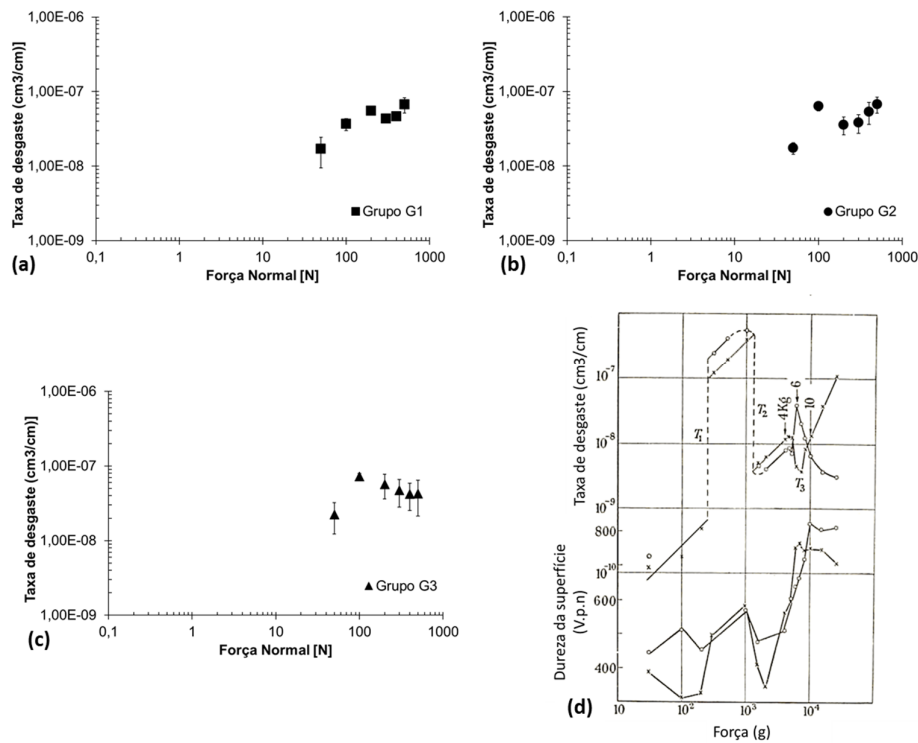 1,00E-06
1,00E-07
1,00E-08
1,00E-09
Taxa de desgaste (cm3/cm)]
0,1
1
10
100
1000
Força Normal [N]
Grupo G1
(a)
1,00E-06
1,00E-07
1,00E-08
1,00E-09
Taxa de desgaste (cm3/cm)]
0,1
1
10
100
1000
Força Normal [N]
Grupo G2
(b)
1,00E-06
1,00E-07
1,00E-08
1,00E-09
Taxa de desgaste (cm3/cm)]
0,1
1
10
100
1000
Força Normal [N]
Grupo G3
(c)
Taxa de desgaste (cm3/cm)
10⁻⁷
10⁻⁸
10⁻⁹
10⁻¹⁰
T₁
T₂
4Kg
6
10
T₃
Dureza da superfície
(V.p.n)
800
600
400
10
10²
10³
10⁴
Força (g)
(d)